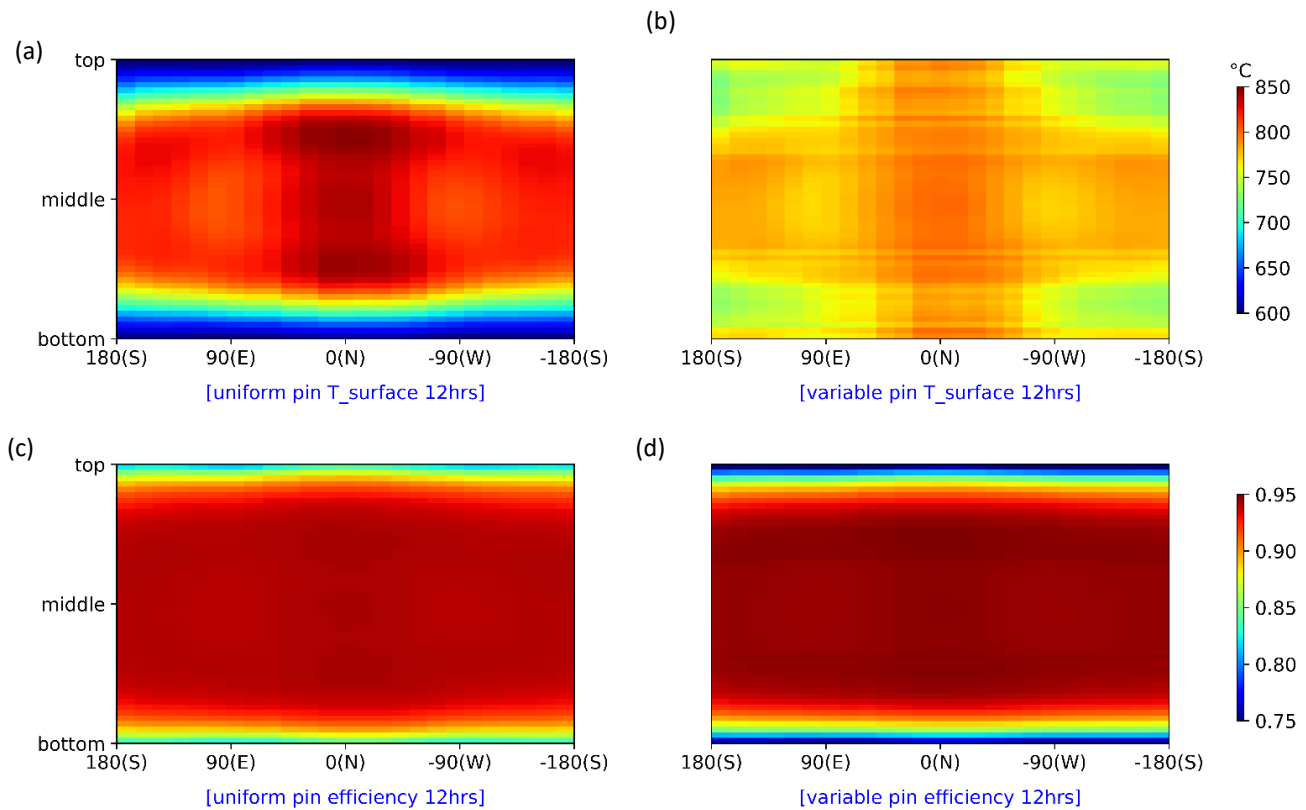 (a)
(b)
top
middle
bottom
180(S) 90(E) 0(N) -90(W) -180(S)
[uniform pin T_surface 12hrs]
180(S) 90(E) 0(N) -90(W) -180(S)
[variable pin T_surface 12hrs]
°C
850
800
750
700
650
600
(c)
(d)
top
middle
bottom
180(S) 90(E) 0(N) -90(W) -180(S)
[uniform pin efficiency 12hrs]
180(S) 90(E) 0(N) -90(W) -180(S)
[variable pin efficiency 12hrs]
0.95
0.90
0.85
0.80
0.75